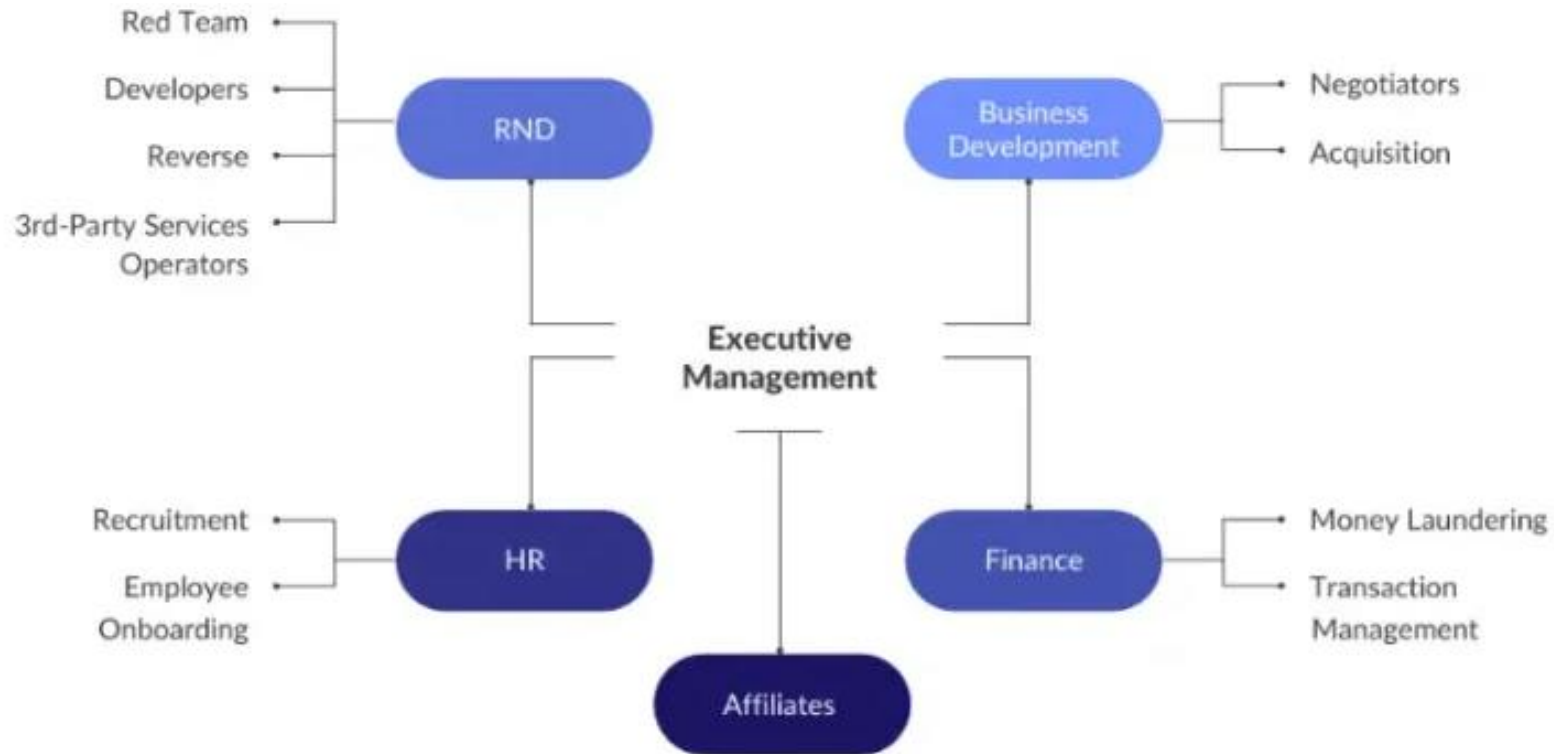 Red Team
Developers
Reverse
3rd-Party Services
Operators
RND
Business
Development
Negotiators
Acquisition
Executive
Management
Recruitment
Employee
Onboarding
HR
Finance
Money Laundering
Transaction
Management
Affiliates